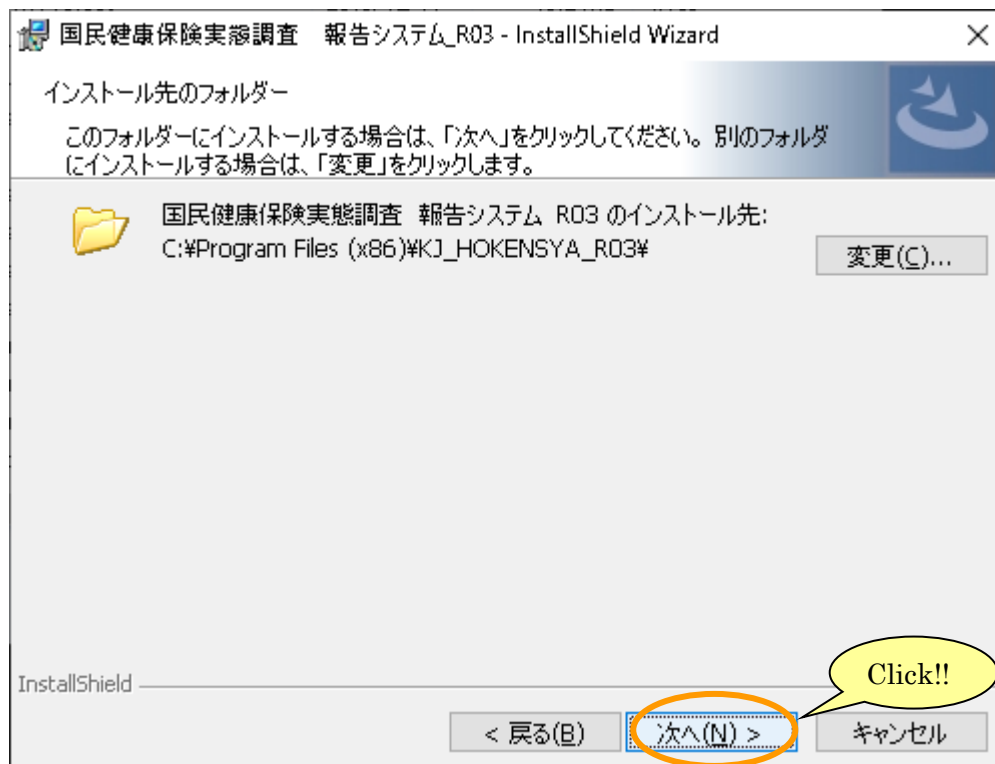 国民健康保険実態調査　報告システム_R03 - InstallShield Wizard
インストール先のフォルダー
このフォルダーにインストールする場合は、「次へ」をクリックしてください。別のフォルダ
にインストールする場合は、「変更」をクリックします。
国民健康保険実態調査　報告システム_R03 のインストール先:
C:¥Program Files (x86)¥KJ_HOKENSYA_R03¥
変更(C)...
Click!!
InstallShield
< 戻る(B)
次へ(N) >
キャンセル